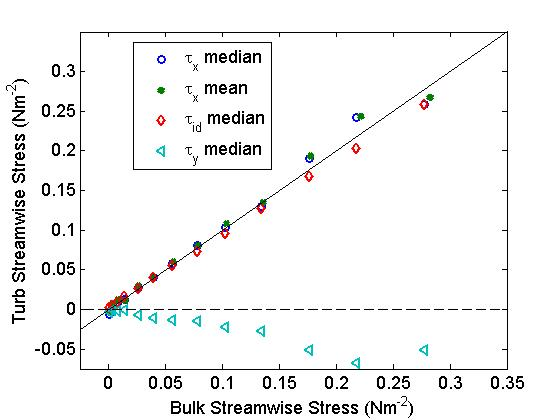 τx median
τx mean
τid median
τy median
0.3
0.25
0.2
0.15
0.1
0.05
0
-0.05
Turb Streamwise Stress (Nm-2)
0
0.05
0.1
0.15
0.2
0.25
0.3
0.35
Bulk Streamwise Stress (Nm-2)